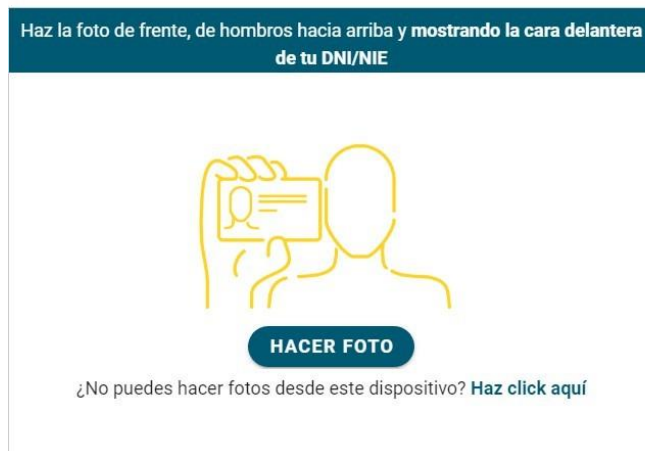 Haz la foto de frente, de hombros hacia arriba y mostrando la cara delantera
de tu DNI/NIE
HACER FOTO
¿No puedes hacer fotos desde este dispositivo? Haz click aquí